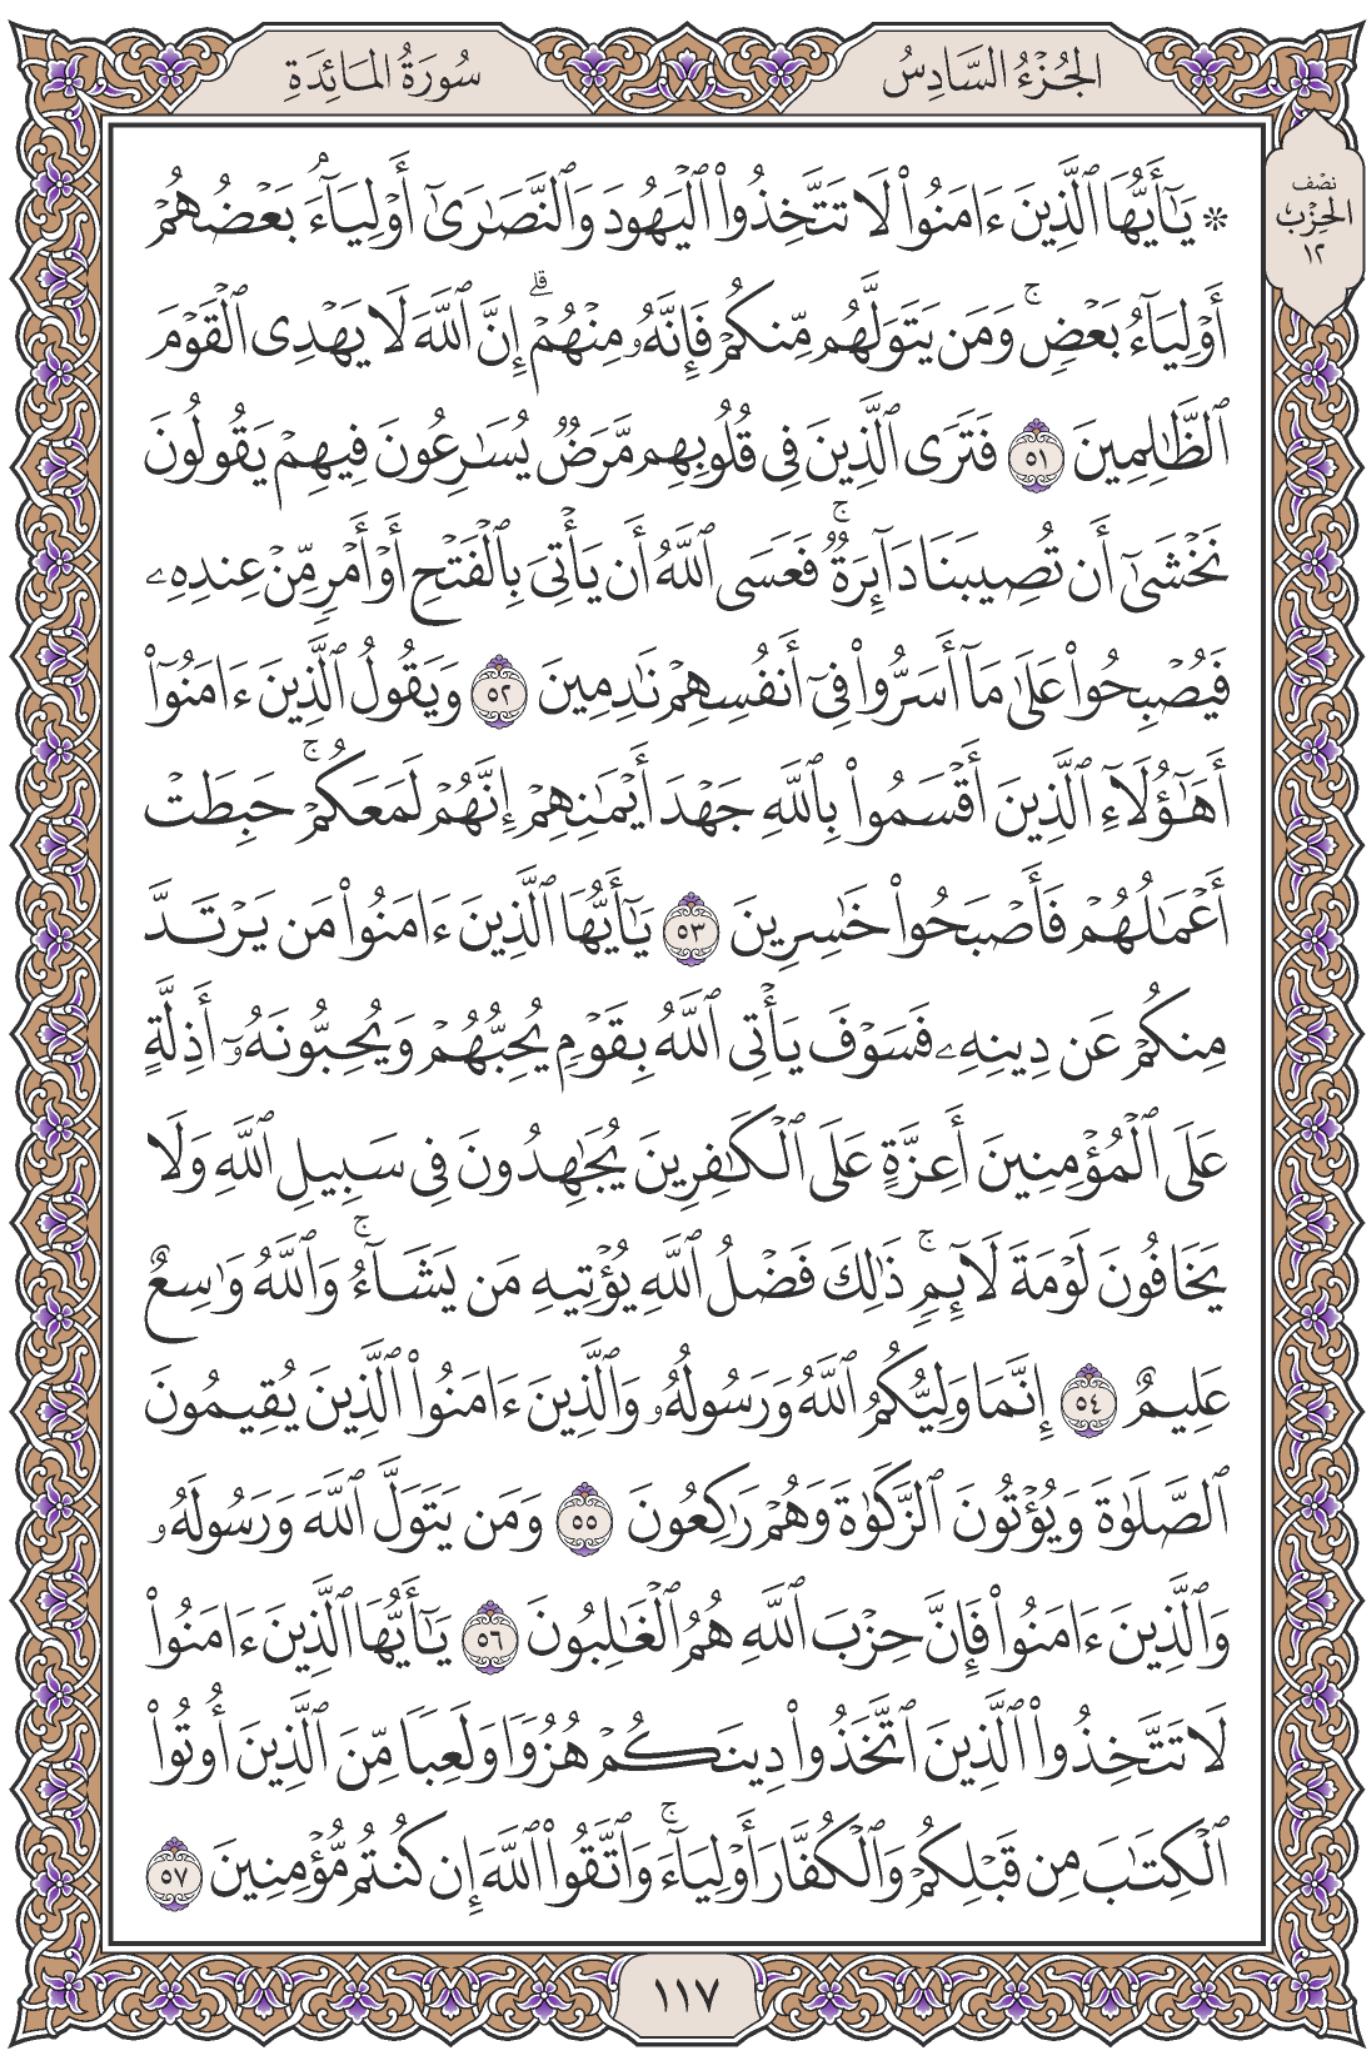 الجُزْءُ السَّادِسُ
سُورَةُ المَائِدَةِ
نصف
الحِزْب
١٢
۞ يَـٰٓأَيُّهَا ٱلَّذِينَ ءَامَنُوا۟ لَا تَتَّخِذُوا۟ ٱلْيَهُودَ وَٱلنَّصَـٰرَىٰٓ أَوْلِيَآءَ ۘ بَعْضُهُمْ
أَوْلِيَآءُ بَعْضٍ ۚ وَمَن يَتَوَلَّهُم مِّنكُمْ فَإِنَّهُۥ مِنْهُمْ ۗ إِنَّ ٱللَّهَ لَا يَهْدِى ٱلْقَوْمَ
ٱلظَّـٰلِمِينَ ٥١ فَتَرَى ٱلَّذِينَ فِى قُلُوبِهِم مَّرَضٌ يُسَـٰرِعُونَ فِيهِمْ يَقُولُونَ
نَخْشَىٰٓ أَن تُصِيبَنَا دَآئِرَةٌ ۚ فَعَسَى ٱللَّهُ أَن يَأْتِىَ بِٱلْفَتْحِ أَوْ أَمْرٍ مِّنْ عِندِهِۦ
فَيُصْبِحُوا۟ عَلَىٰ مَآ أَسَرُّوا۟ فِىٓ أَنفُسِهِمْ نَـٰدِمِينَ ٥٢ وَيَقُولُ ٱلَّذِينَ ءَامَنُوٓا۟
أَهَـٰٓؤُلَآءِ ٱلَّذِينَ أَقْسَمُوا۟ بِٱللَّهِ جَهْدَ أَيْمَـٰنِهِمْ إِنَّهُمْ لَمَعَكُمْ ۚ حَبِطَتْ
أَعْمَـٰلُهُمْ فَأَصْبَحُوا۟ خَـٰسِرِينَ ٥٣ يَـٰٓأَيُّهَا ٱلَّذِينَ ءَامَنُوا۟ مَن يَرْتَدَّ
مِنكُمْ عَن دِينِهِۦ فَسَوْفَ يَأْتِى ٱللَّهُ بِقَوْمٍ يُحِبُّهُمْ وَيُحِبُّونَهُۥٓ أَذِلَّةٍ
عَلَى ٱلْمُؤْمِنِينَ أَعِزَّةٍ عَلَى ٱلْكَـٰفِرِينَ يُجَـٰهِدُونَ فِى سَبِيلِ ٱللَّهِ وَلَا
يَخَافُونَ لَوْمَةَ لَآئِمٍ ۚ ذَٰلِكَ فَضْلُ ٱللَّهِ يُؤْتِيهِ مَن يَشَآءُ ۚ وَٱللَّهُ وَٰسِعٌ
عَلِيمٌ ٥٤ إِنَّمَا وَلِيُّكُمُ ٱللَّهُ وَرَسُولُهُۥ وَٱلَّذِينَ ءَامَنُوا۟ ٱلَّذِينَ يُقِيمُونَ
ٱلصَّلَوٰةَ وَيُؤْتُونَ ٱلزَّكَوٰةَ وَهُمْ رَٰكِعُونَ ٥٥ وَمَن يَتَوَلَّ ٱللَّهَ وَرَسُولَهُۥ
وَٱلَّذِينَ ءَامَنُوا۟ فَإِنَّ حِزْبَ ٱللَّهِ هُمُ ٱلْغَـٰلِبُونَ ٥٦ يَـٰٓأَيُّهَا ٱلَّذِينَ ءَامَنُوا۟
لَا تَتَّخِذُوا۟ ٱلَّذِينَ ٱتَّخَذُوا۟ دِينَكُمْ هُزُوًا وَلَعِبًا مِّنَ ٱلَّذِينَ أُوتُوا۟
ٱلْكِتَـٰبَ مِن قَبْلِكُمْ وَٱلْكُفَّارَ أَوْلِيَآءَ ۚ وَٱتَّقُوا۟ ٱللَّهَ إِن كُنتُم مُّؤْمِنِينَ ٥٧
١١٧